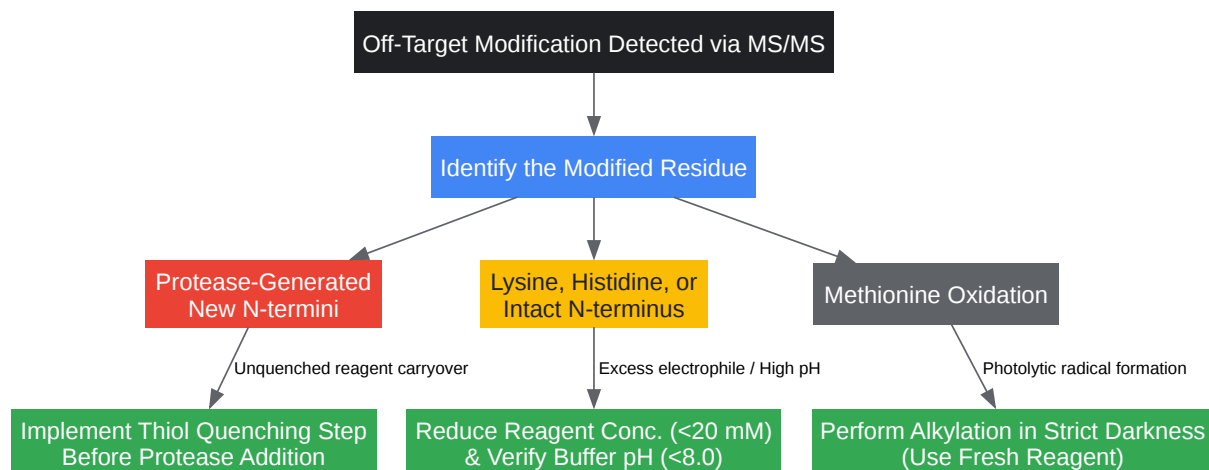 Off-Target Modification Detected via MS/MS
Identify the Modified Residue
Protease-Generated
New N-termini
Lysine, Histidine, or
Intact N-terminus
Methionine Oxidation
Unquenched reagent carryover
Excess electrophile / High pH
Photolytic radical formation
Implement Thiol Quenching Step
Before Protease Addition
Reduce Reagent Conc. (<20 mM)
& Verify Buffer pH (<8.0)
Perform Alkylation in Strict Darkness
(Use Fresh Reagent)